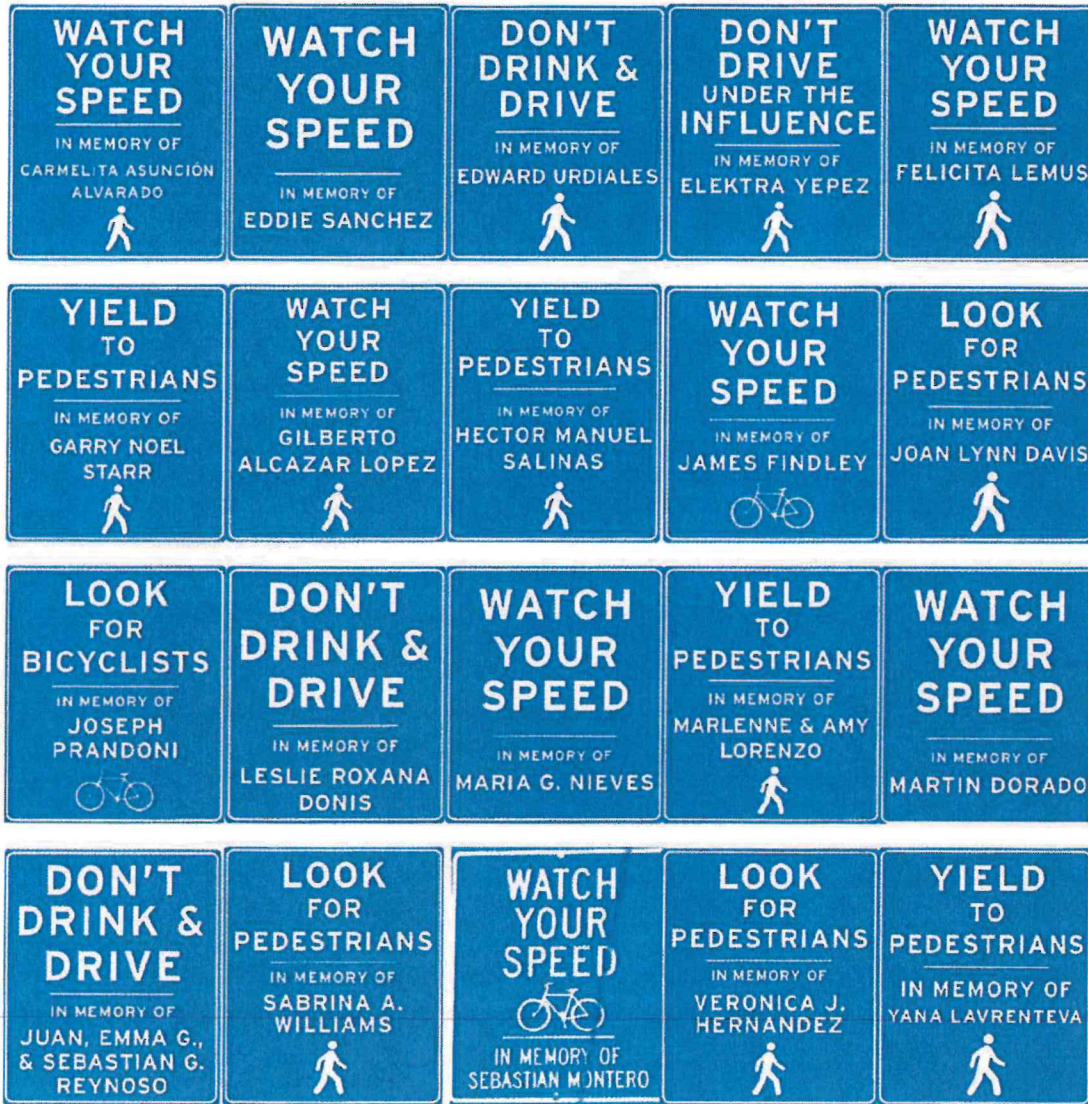 WATCH
YOUR
SPEED
IN MEMORY OF
CARMELITA ASUNCIÓN
ALVARADO
WATCH
YOUR
SPEED
IN MEMORY OF
EDDIE SANCHEZ
DON'T
DRINK &
DRIVE
IN MEMORY OF
EDWARD URDIALES
DON'T
DRIVE
UNDER THE
INFLUENCE
IN MEMORY OF
ELEKTRA YEPEZ
WATCH
YOUR
SPEED
IN MEMORY OF
FELICITA LEMUS
YIELD
TO
PEDESTRIANS
IN MEMORY OF
GARRY NOEL
STARR
WATCH
YOUR
SPEED
IN MEMORY OF
GILBERTO
ALCAZAR LOPEZ
YIELD
TO
PEDESTRIANS
IN MEMORY OF
HECTOR MANUEL
SALINAS
WATCH
YOUR
SPEED
IN MEMORY OF
JAMES FINDLEY
LOOK
FOR
PEDESTRIANS
IN MEMORY OF
JOAN LYNN DAVIS
LOOK
FOR
BICYCLISTS
IN MEMORY OF
JOSEPH
PRANDONI
DON'T
DRINK &
DRIVE
IN MEMORY OF
LESLIE ROXANA
DONIS
WATCH
YOUR
SPEED
IN MEMORY OF
MARIA G. NIEVES
YIELD
TO
PEDESTRIANS
IN MEMORY OF
MARLENNE & AMY
LORENZO
WATCH
YOUR
SPEED
IN MEMORY OF
MARTIN DORADO
DON'T
DRINK &
DRIVE
IN MEMORY OF
JUAN, EMMA G.,
& SEBASTIAN G.
REYNOSO
LOOK
FOR
PEDESTRIANS
IN MEMORY OF
SABRINA A.
WILLIAMS
WATCH
YOUR
SPEED
IN MEMORY OF
SEBASTIAN MONTERO
LOOK
FOR
PEDESTRIANS
IN MEMORY OF
VERONICA J.
HERNANDEZ
YIELD
TO
PEDESTRIANS
IN MEMORY OF
YANA LAVRENTEVA